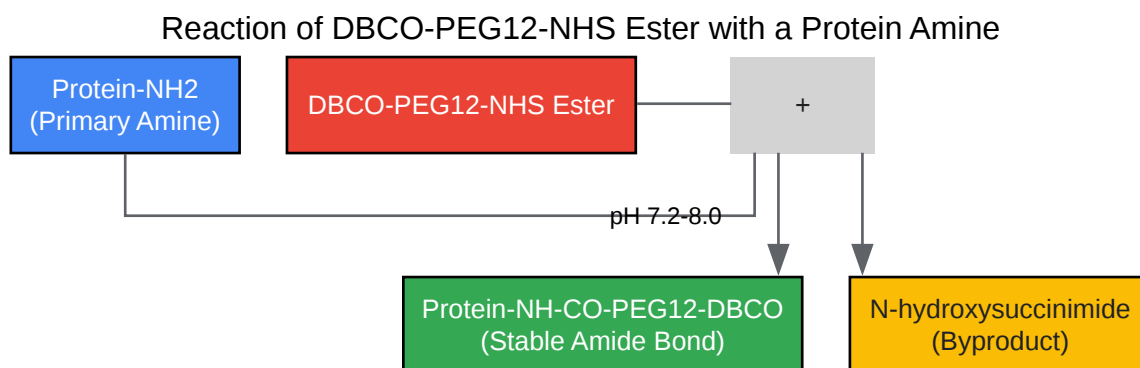 Reaction of DBCO-PEG12-NHS Ester with a Protein Amine
Protein-NH2
(Primary Amine)
DBCO-PEG12-NHS Ester
+
pH 7.2-8.0
Protein-NH-CO-PEG12-DBCO
(Stable Amide Bond)
N-hydroxysuccinimide
(Byproduct)